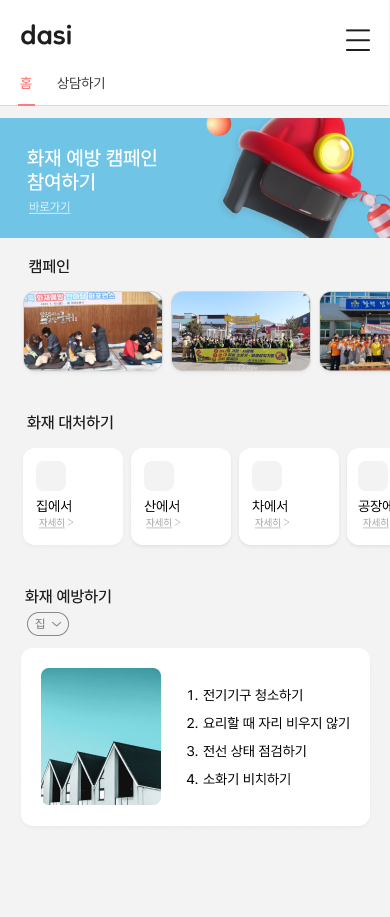 dasi
홈 상담하기
화재 예방 캠페인
참여하기
바로가기
캠페인
화재예방
화재 대처하기
집에서 산에서 차에서 공장에
자세히 > 자세히 > 자세히 > 자세히
화재 예방하기
집
1. 전기기구 청소하기
2. 요리할 때 자리 비우지 않기
3. 전선 상태 점검하기
4. 소화기 비치하기